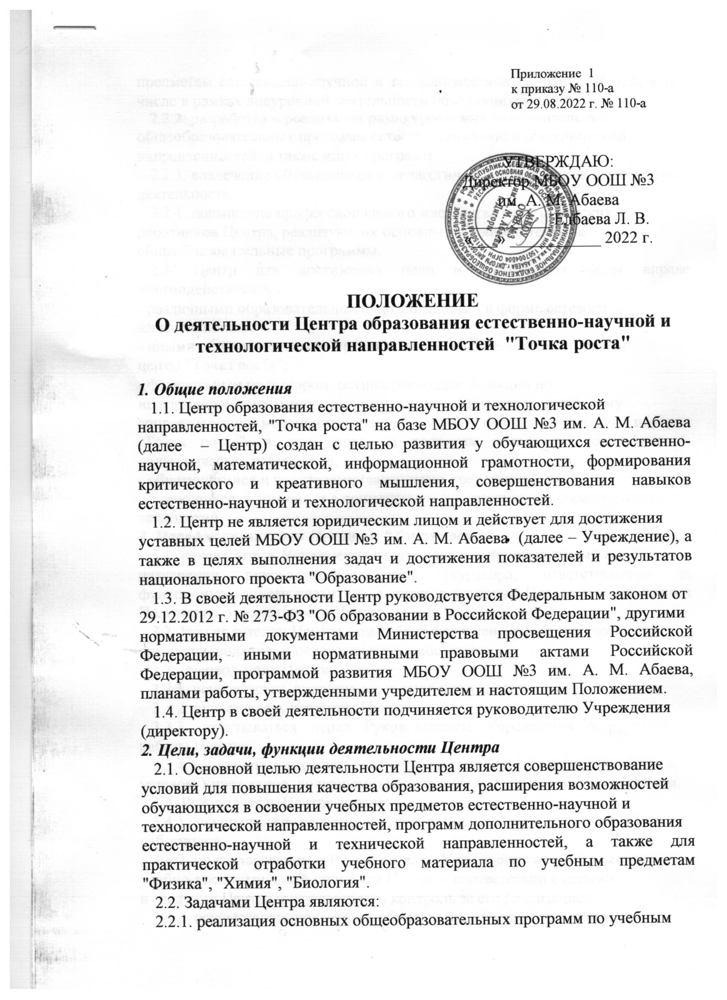 Приложение 1
к приказу № 110-а
от 29.08.2022 г. № 110-а
УТВЕРЖДАЮ:
Директор МБОУ ООШ №3
им. А. М. Абаева
Елбаева Л. В.
«___» ___________ 2022 г.
МБОУ
ООШ №3
им.
А. М. Абаева
г. Дигоры
ПОЛОЖЕНИЕ
О деятельности Центра образования естественно-научной и
технологической направленностей "Точка роста"
1. Общие положения
1.1. Центр образования естественно-научной и технологической
направленностей, "Точка роста" на базе МБОУ ООШ №3 им. А. М. Абаева
(далее – Центр) создан с целью развития у обучающихся естественно-
научной, математической, информационной грамотности, формирования
критического и креативного мышления, совершенствования навыков
естественно-научной и технологической направленностей.
1.2. Центр не является юридическим лицом и действует для достижения
уставных целей МБОУ ООШ №3 им. А. М. Абаева (далее – Учреждение), а
также в целях выполнения задач и достижения показателей и результатов
национального проекта "Образование".
1.3. В своей деятельности Центр руководствуется Федеральным законом от
29.12.2012 г. № 273-ФЗ "Об образовании в Российской Федерации", другими
нормативными документами Министерства просвещения Российской
Федерации, иными нормативными правовыми актами Российской
Федерации, программой развития МБОУ ООШ №3 им. А. М. Абаева,
планами работы, утвержденными учредителем и настоящим Положением.
1.4. Центр в своей деятельности подчиняется руководителю Учреждения
(директору).
2. Цели, задачи, функции деятельности Центра
2.1. Основной целью деятельности Центра является совершенствование
условий для повышения качества образования, расширения возможностей
обучающихся в освоении учебных предметов естественно-научной и
технологической направленностей, программ дополнительного образования
естественно-научной и технической направленностей, а также для
практической отработки учебного материала по учебным предметам
"Физика", "Химия", "Биология".
2.2. Задачами Центра являются:
2.2.1. реализация основных общеобразовательных программ по учебным